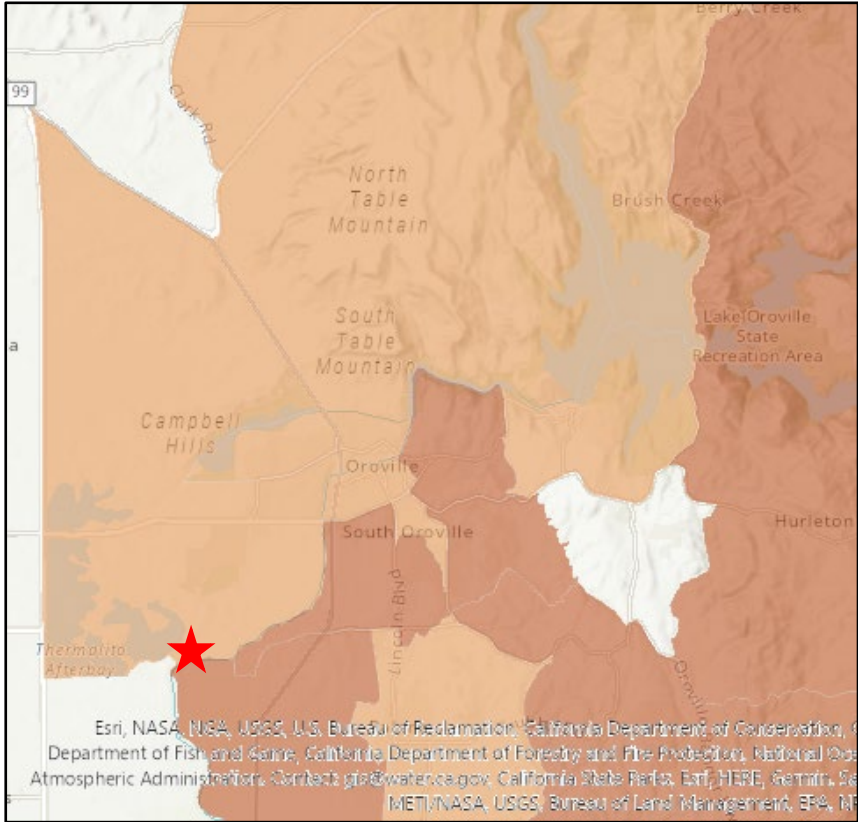 Berry Creek
99
Clark Rd
North
Table
Mountain
Brush Creek
South
Table
Mountain
Lake Oroville
State
Recreation Area
a
Campbell
Hills
Oroville
South Oroville
Hurleton
Lincoln Blvd
Thermolito
Afterbay
Esri, NASA, NGA, USGS, U.S. Bureau of Reclamation, California Department of Conservation,
Department of Fish and Game, California Department of Forestry and Fire Protection, National
Atmospheric Administration. Contact: gis@water.ca.gov, California State Parks, Esri, HERE, Garmin,
METI/NASA, USGS, Bureau of Land Management, EPA,